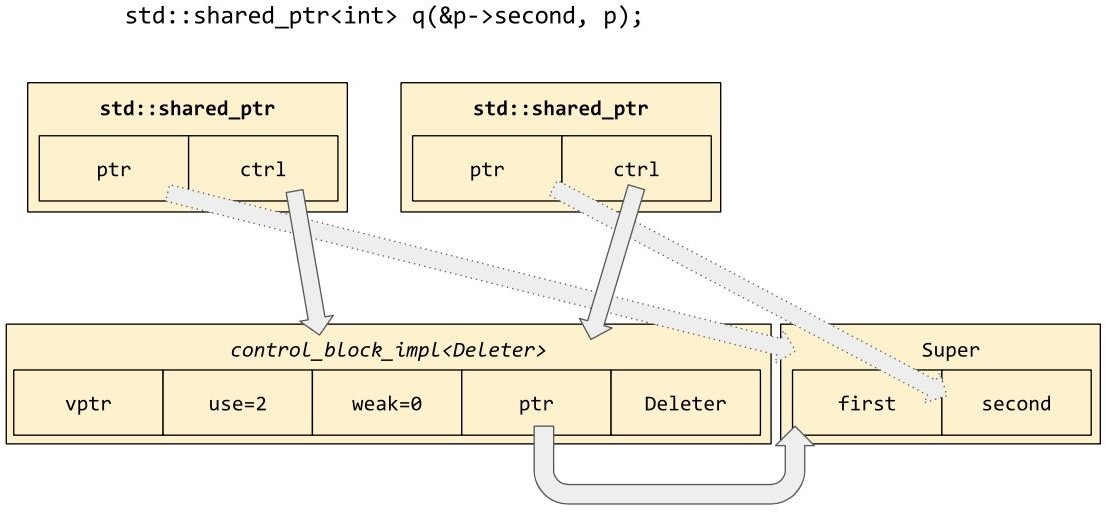 std::shared_ptr<int> q(&p->second, p);
std::shared_ptr
ptr
ctrl
std::shared_ptr
ptr
ctrl
control_block_impl<Deleter>
vptr
use=2
weak=0
ptr
Deleter
Super
first
second